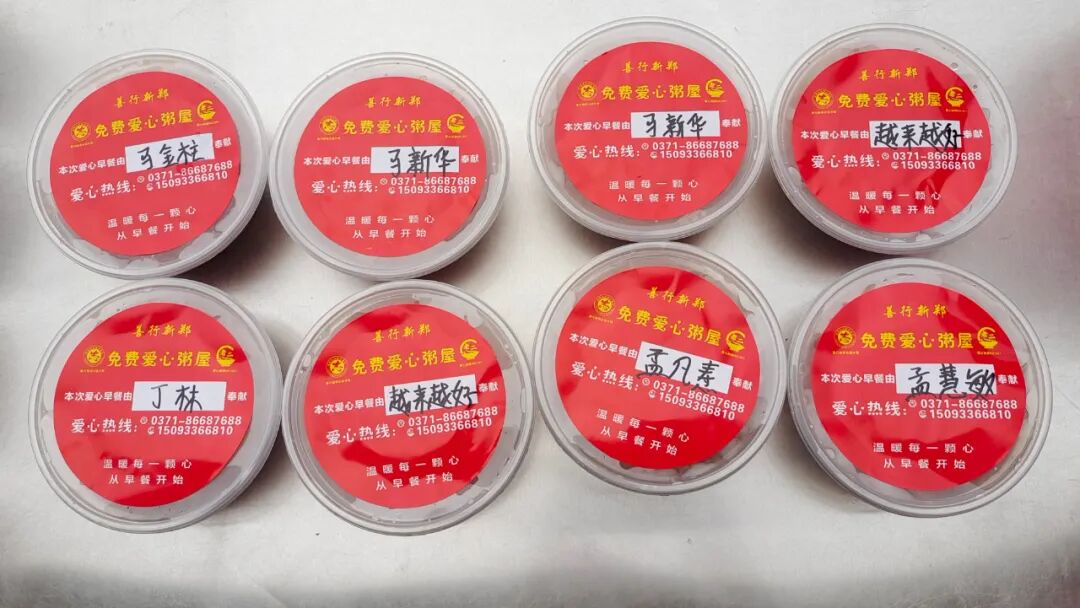 善行新郑
免费爱心粥屋
本次爱心早餐由 马金柱 奉献
爱心热线：0371-86687688
15093366810
温暖每一颗心
从早餐开始
善行新郑
免费爱心粥屋
本次爱心早餐由 马新华 奉献
爱心热线：0371-86687688
15093366810
温暖每一颗心
从早餐开始
善行新郑
免费爱心粥屋
本次爱心早餐由 马新华 奉献
爱心热线：0371-86687688
15093366810
温暖每一颗心
从早餐开始
善行新郑
免费爱心粥屋
本次爱心早餐由 越来越好 奉献
爱心热线：0371-86687688
15093366810
温暖每一颗心
从早餐开始
善行新郑
免费爱心粥屋
本次爱心早餐由 丁林 奉献
爱心热线：0371-86687688
15093366810
温暖每一颗心
从早餐开始
善行新郑
免费爱心粥屋
本次爱心早餐由 越来越好 奉献
爱心热线：0371-86687688
15093366810
温暖每一颗心
从早餐开始
善行新郑
免费爱心粥屋
本次爱心早餐由 孟凡寿 奉献
爱心热线：0371-86687688
15093366810
温暖每一颗心
从早餐开始
善行新郑
免费爱心粥屋
本次爱心早餐由 孟慧敏 奉献
爱心热线：0371-86687688
15093366810
温暖每一颗心
从早餐开始